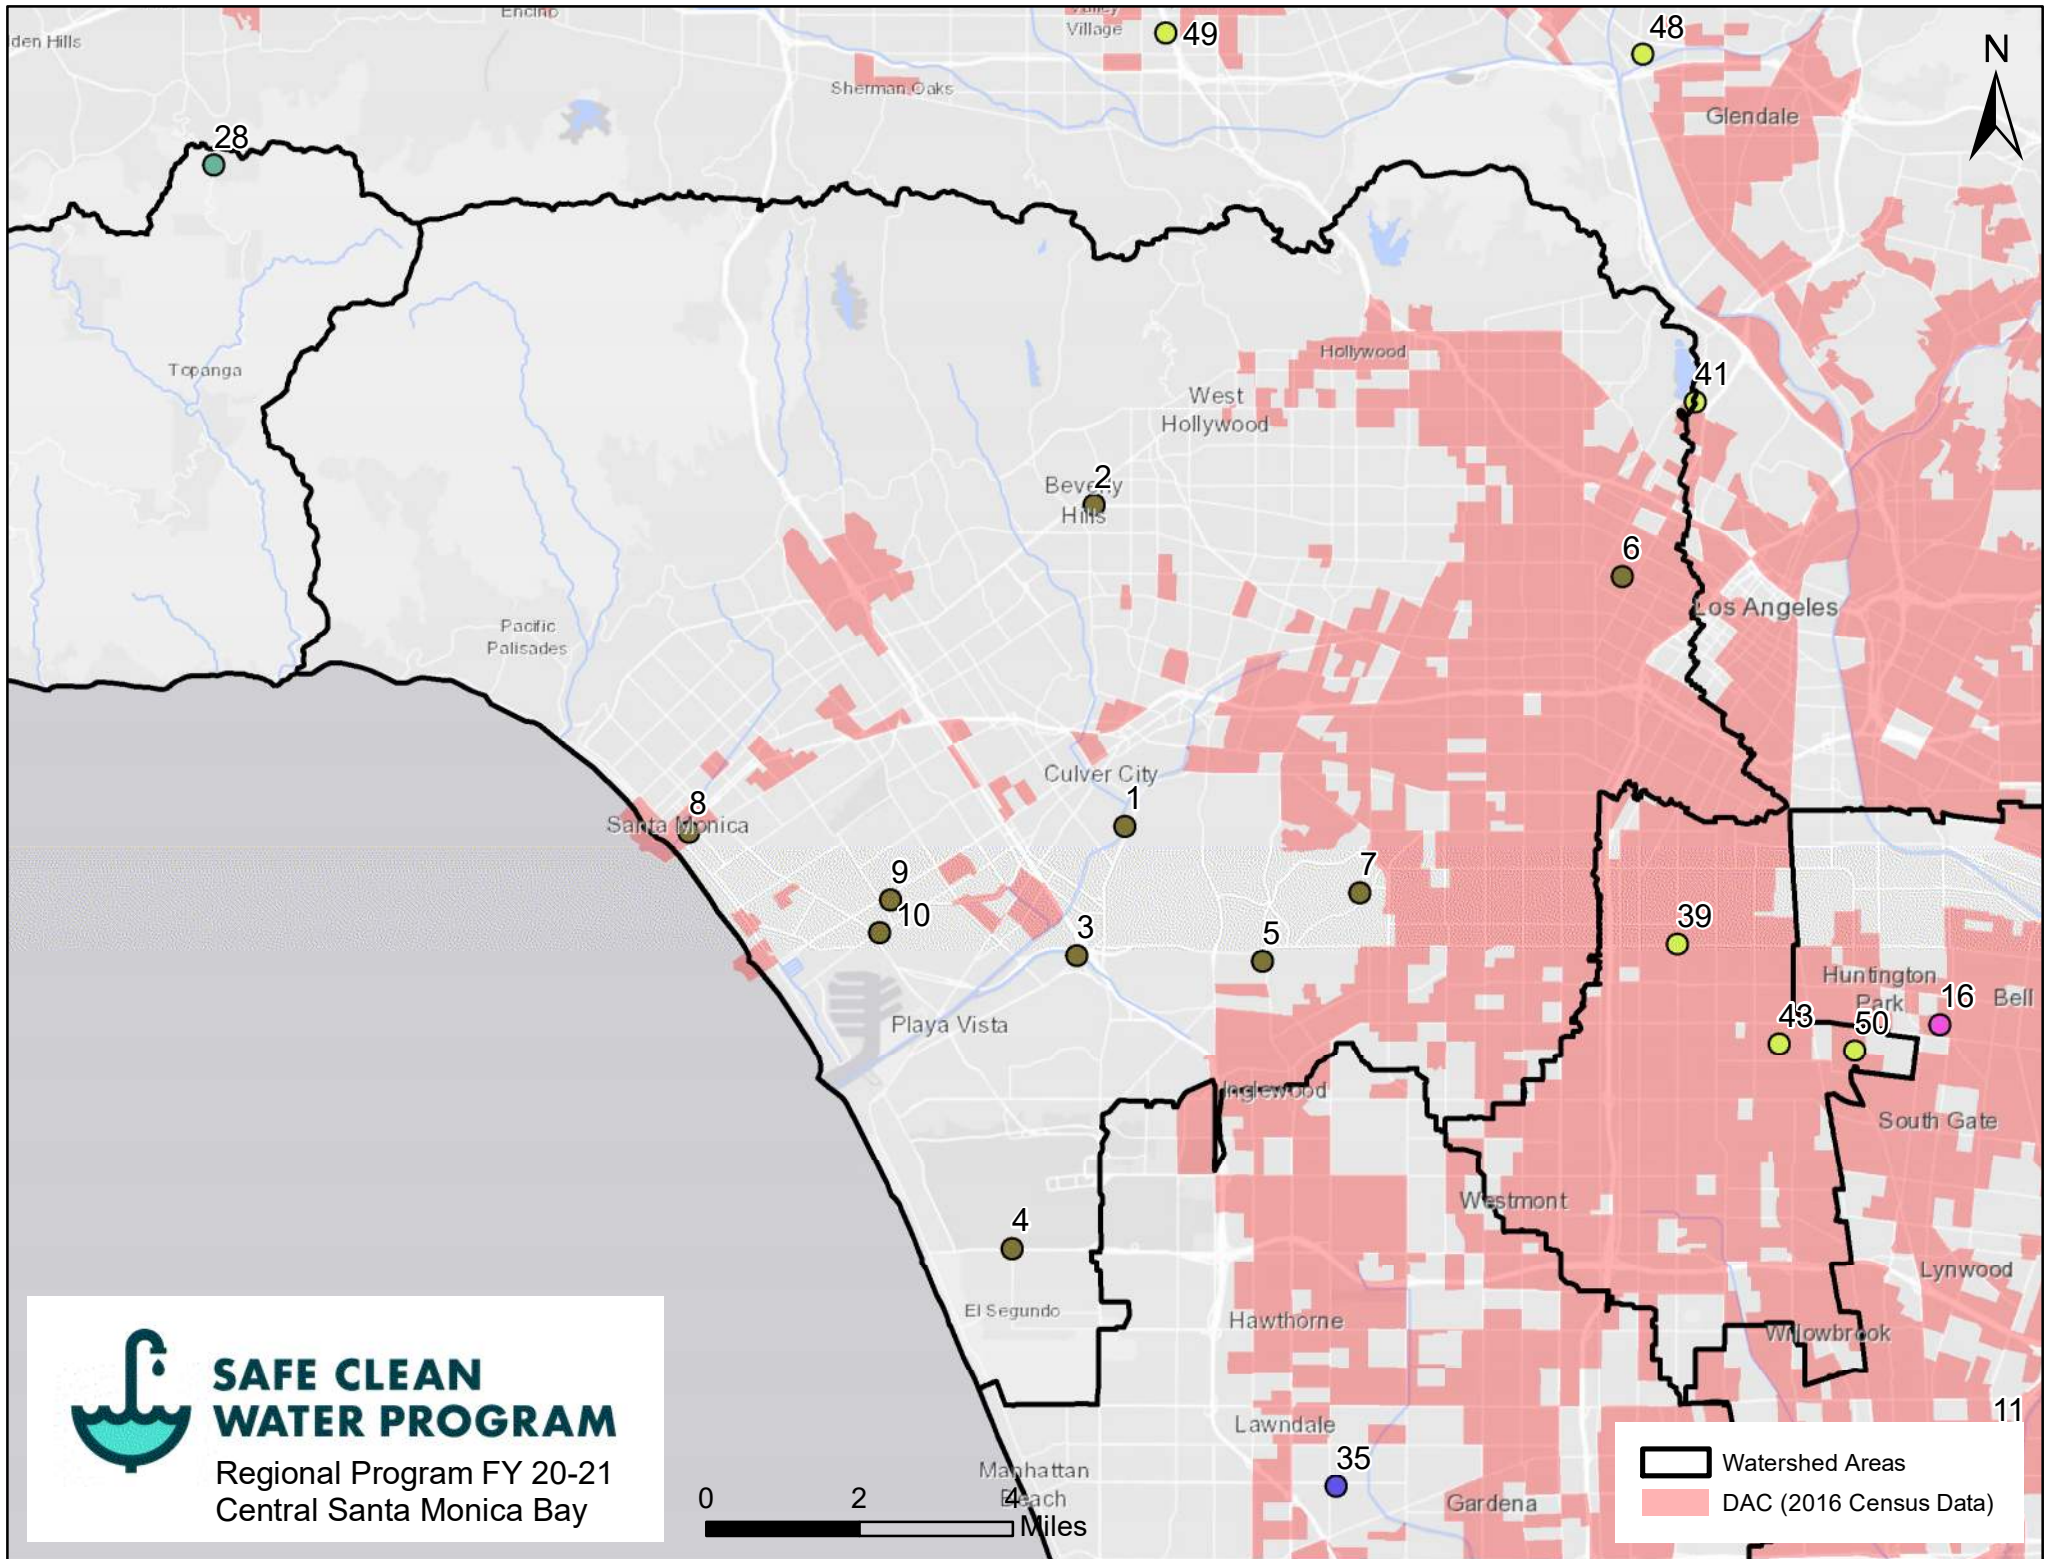 Encino
Valley
Village
49
48
den Hills
N
Sherman Oaks
Glendale
28
Hollywood
Topanga
41
West
Hollywood
2
Beverly
Hills
6
Los Angeles
Pacific
Palisades
Culver City
1
8
Santa Monica
7
9
10
39
3
5
Huntington
Park
16
Bell
43
50
Playa Vista
Inglewood
South Gate
Westmont
4
Lynwood
El Segundo
Hawthorne
Willowbrook
11
Lawndale
35
Manhattan
Beach
Gardena
SAFE CLEAN
WATER PROGRAM
Regional Program FY 20-21
Central Santa Monica Bay
0 2 4
Miles
Watershed Areas
DAC (2016 Census Data)